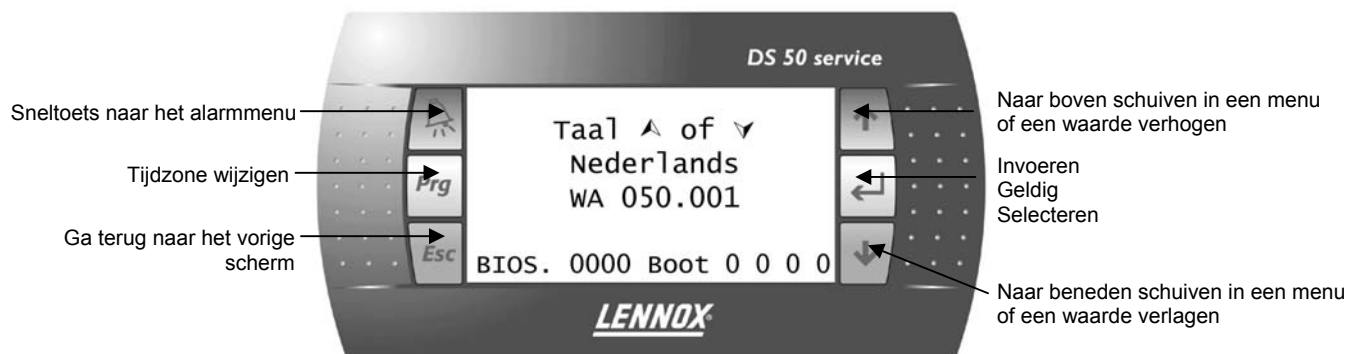 DS 50 service
Sneltoets naar het alarmmenu
Tijdzone wijzigen
Ga terug naar het vorige
scherm
Prg
Esc
Taal ⮝ of ⮟
Nederlands
WA 050.001
BIOS. 0000 Boot 0 0 0 0
LENNOX
Naar boven schuiven in een menu
of een waarde verhogen
Invoeren
Geldig
Selecteren
Naar beneden schuiven in een menu
of een waarde verlagen